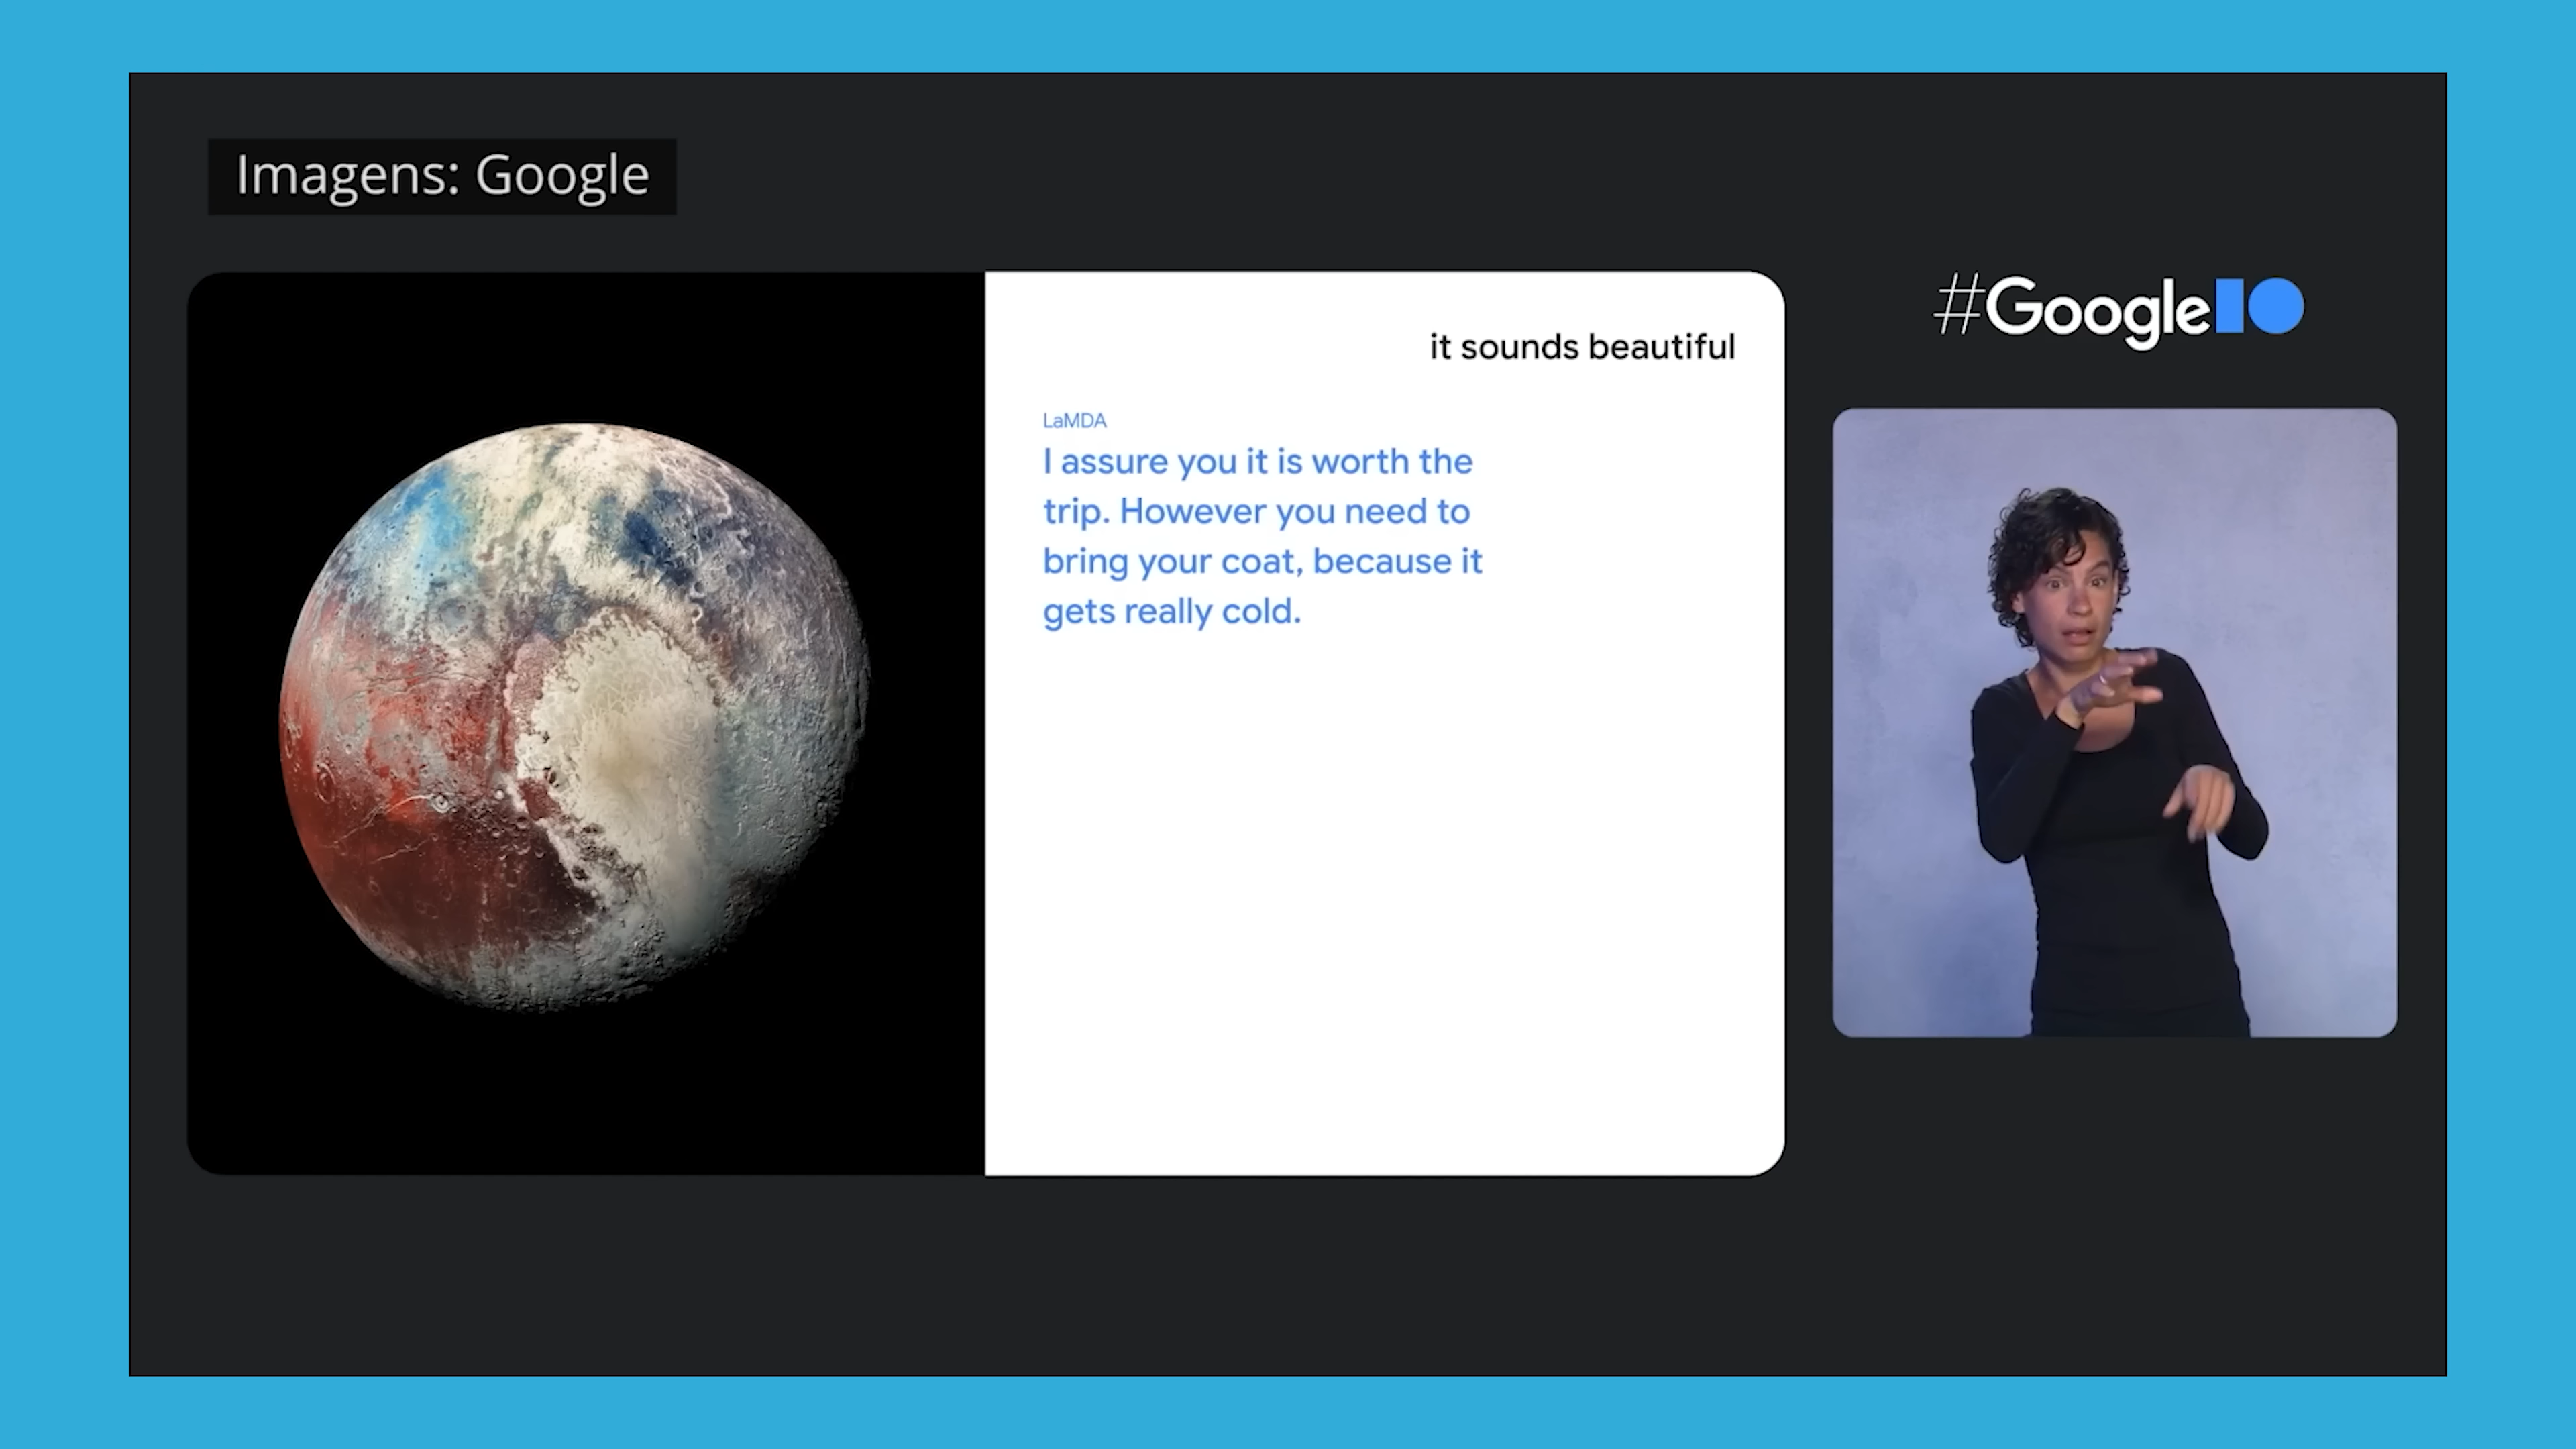 Imagens: Google
#GoogleIO
it sounds beautiful
LaMDA
I assure you it is worth the
trip. However you need to
bring your coat, because it
gets really cold.